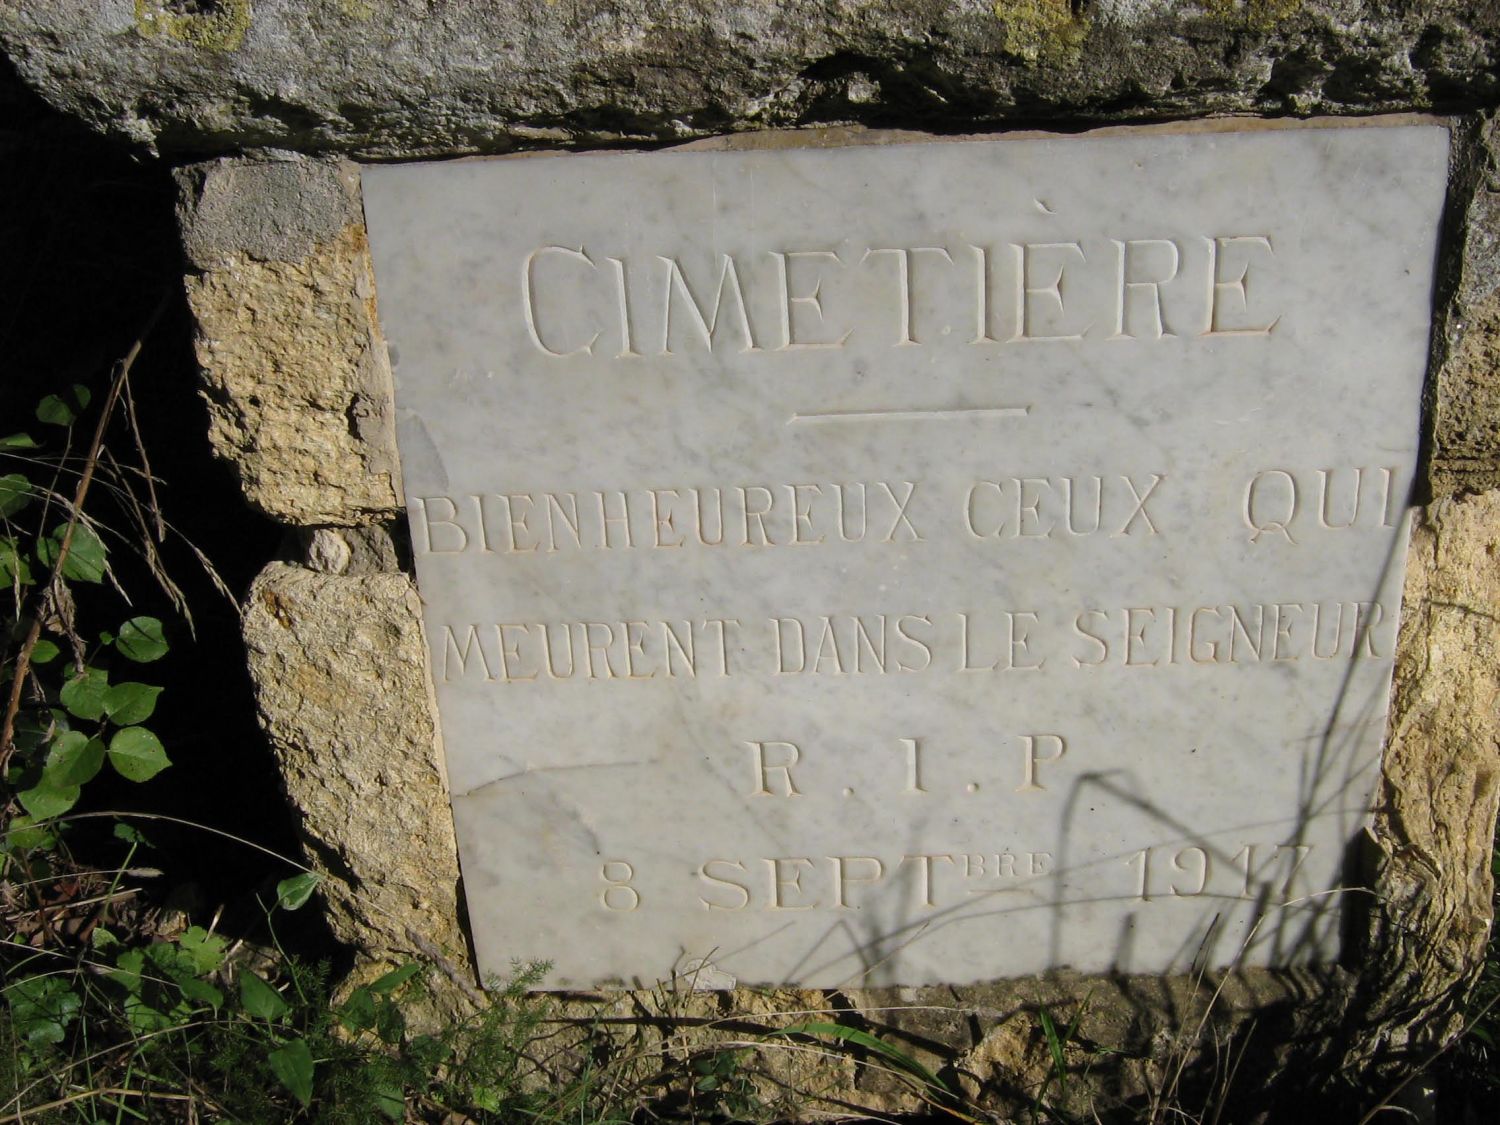 CIMETIÈRE
BIENHEUREUX CEUX QUI
MEURENT DANS LE SEIGNEUR
R.I.P
8 SEPTBRE 1917